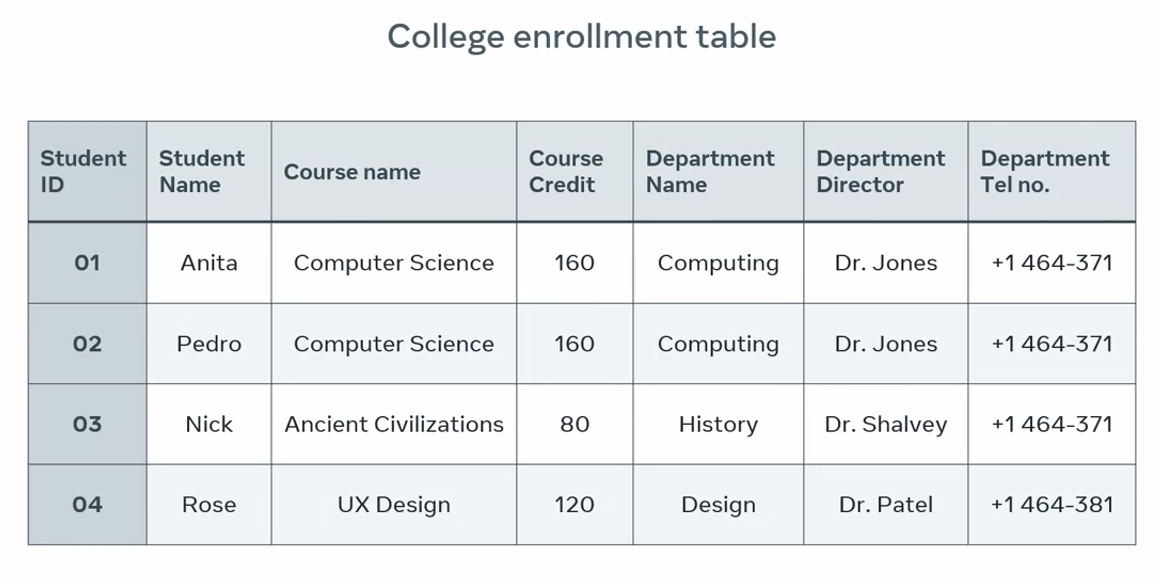 College enrollment table
Student ID Student Name Course name Course Credit Department Name Department Director Department Tel no.
01 Anita Computer Science 160 Computing Dr. Jones +1 464-371
02 Pedro Computer Science 160 Computing Dr. Jones +1 464-371
03 Nick Ancient Civilizations 80 History Dr. Shalvey +1 464-371
04 Rose UX Design 120 Design Dr. Patel +1 464-381